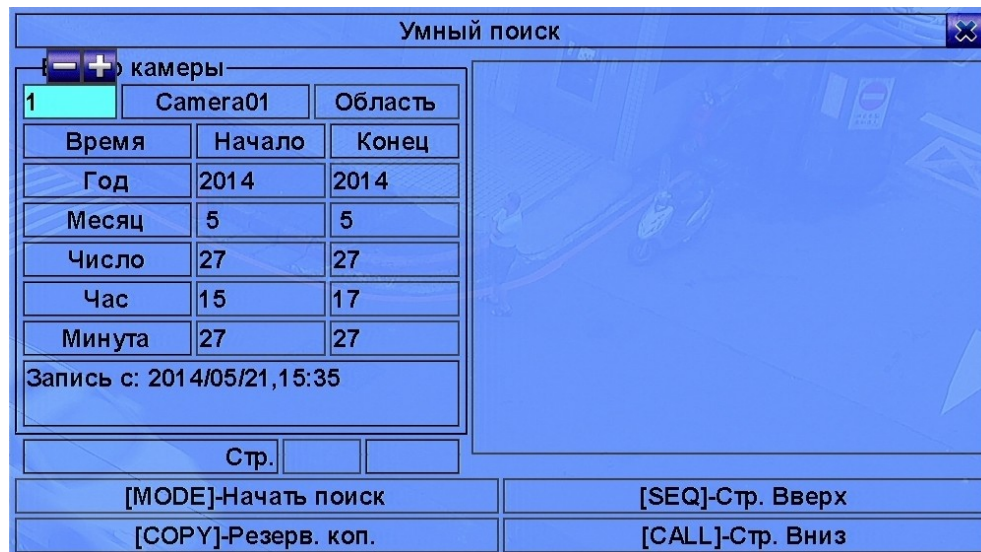 Умный поиск
камеры
1 Camera01 Область
Время Начало Конец
Год 2014 2014
Месяц 5 5
Число 27 27
Час 15 17
Минута 27 27
Запись с: 2014/05/21,15:35
Стр.
[MODE]-Начать поиск [SEQ]-Стр. Вверх
[COPY]-Резерв. коп. [CALL]-Стр. Вниз